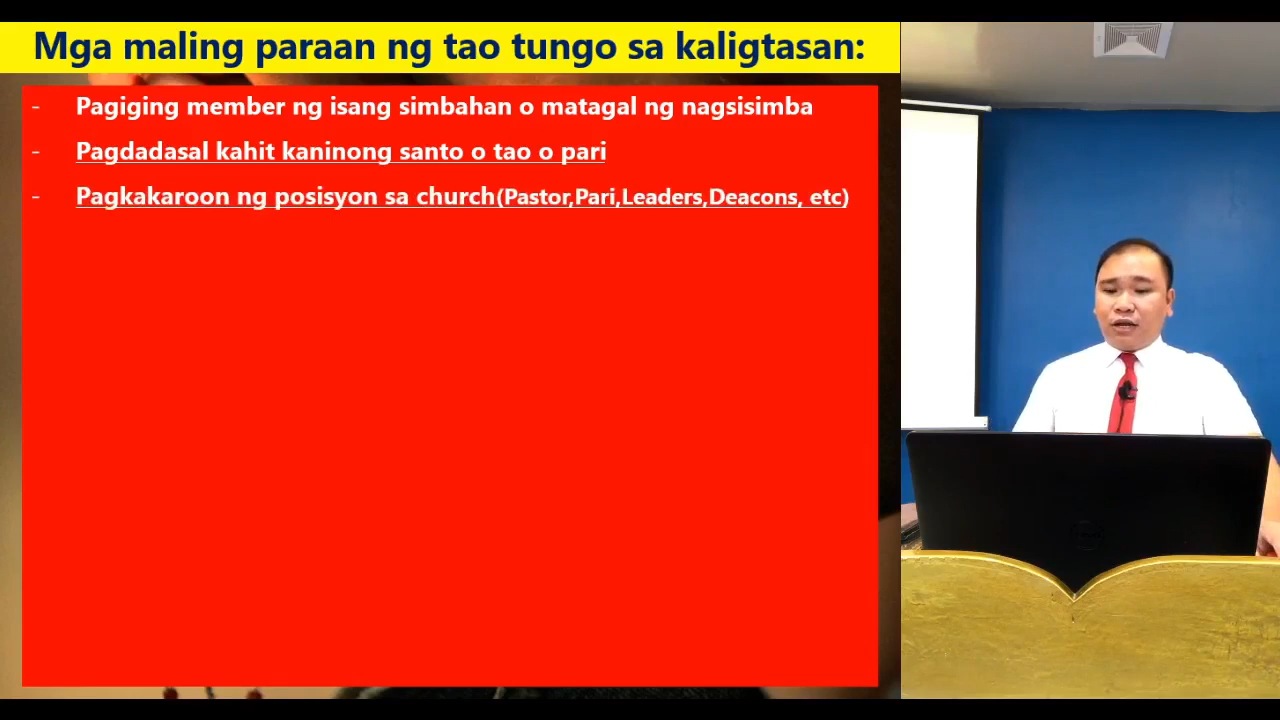 Mga maling paraan ng tao tungo sa kaligtasan:
- Pagiging member ng isang simbahan o matagal ng nagsisimba
- Pagdadasal kahit kaninong santo o tao o pari
- Pagkakaroon ng posisyon sa church(Pastor,Pari,Leaders,Deacons, etc)